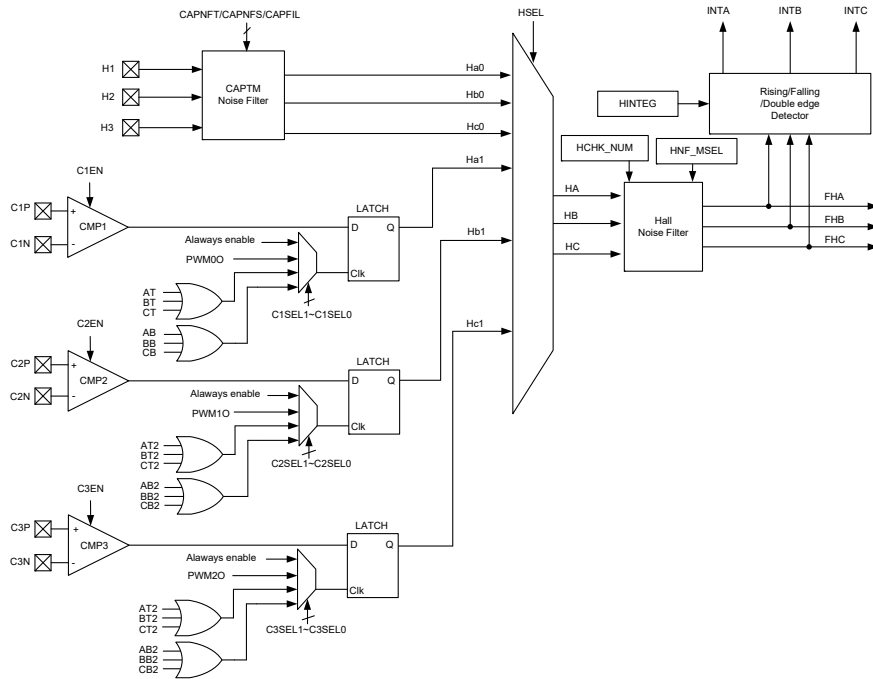 CAPNFT/CAPNFS/CAPFIL
HSEL
INTA
INTB
INTC
H1
H2
H3
CAPTM
Noise Filter
Ha0
Hb0
Hc0
Rising/Falling
/Double edge
Detector
HINTEG
HCHK_NUM
HNF_MSEL
C1EN
C1P
C1N
+
-
CMP1
LATCH
D
Q
Clk
Ha1
Alaways enable
PWM0O
AT
BT
CT
AB
BB
CB
C1SEL1~C1SEL0
HA
HB
HC
Hall
Noise Filter
FHA
FHB
FHC
C2EN
C2P
C2N
+
-
CMP2
LATCH
D
Q
Clk
Hb1
Alaways enable
PWM1O
AT2
BT2
CT2
AB2
BB2
CB2
C2SEL1~C2SEL0
C3EN
C3P
C3N
+
-
CMP3
LATCH
D
Q
Clk
Hc1
Alaways enable
PWM2O
AT2
BT2
CT2
AB2
BB2
CB2
C3SEL1~C3SEL0